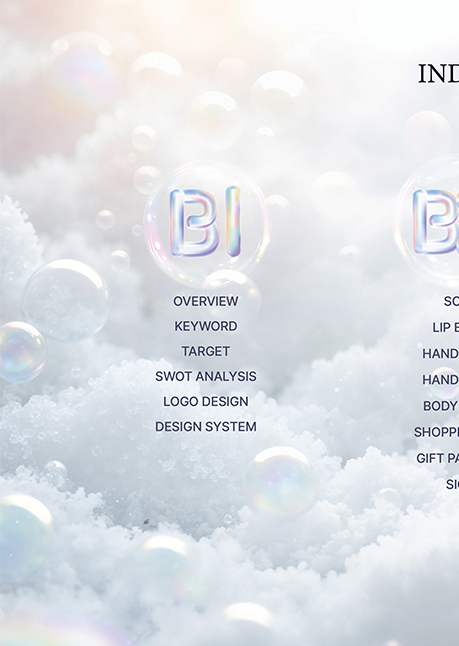 IND
BI
OVERVIEW
KEYWORD
TARGET
SWOT ANALYSIS
LOGO DESIGN
DESIGN SYSTEM
B
SO
LIP B
HAND
HAND
BODY
SHOPP
GIFT PA
SI